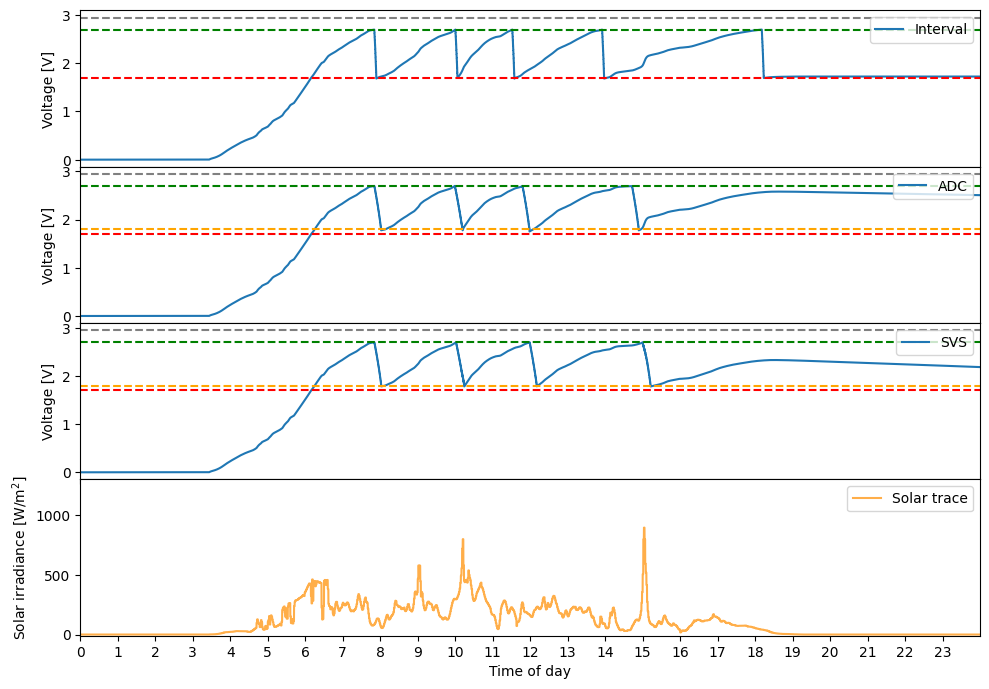 3
2
1
0
Voltage [V]
Interval
3
2
1
0
Voltage [V]
ADC
3
2
1
0
Voltage [V]
SVS
1000
500
0
Solar irradiance [W/m²]
Solar trace
0 1 2 3 4 5 6 7 8 9 10 11 12 13 14 15 16 17 18 19 20 21 22 23
Time of day